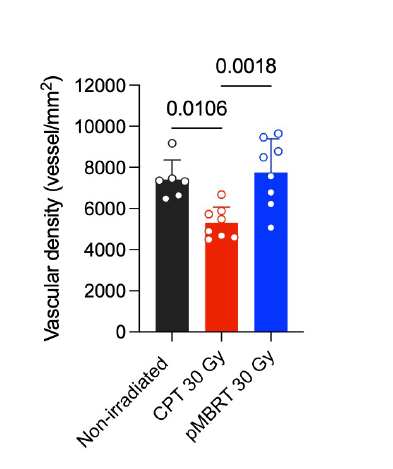 0.0018
0.0106
Vascular density (vessel/mm²)
12000
10000
8000
6000
4000
2000
0
Non-irradiated
CPT 30 Gy
pMBRT 30 Gy